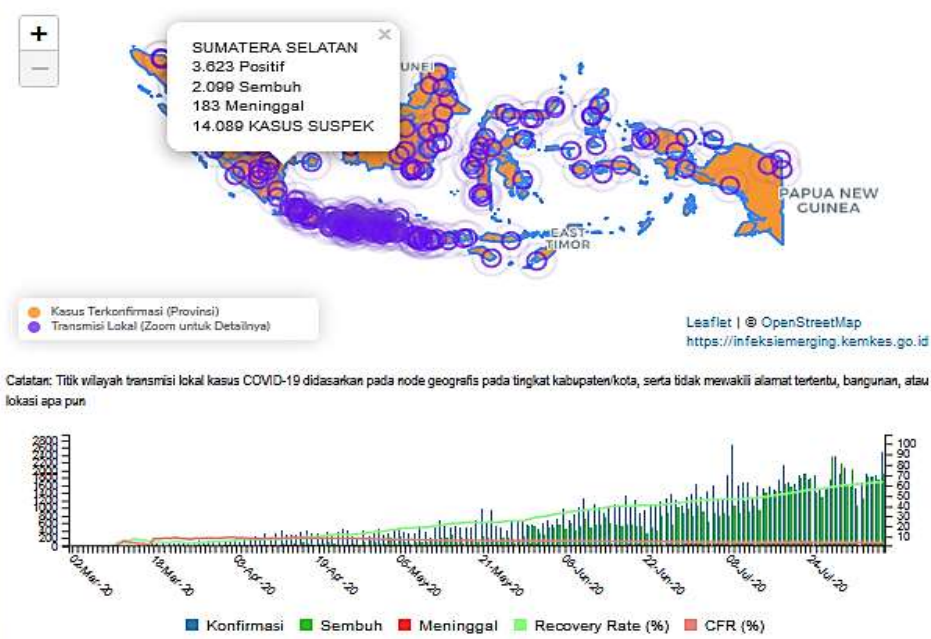 +
−
×
SUMATERA SELATAN
3.623 Positif
2.099 Sembuh
183 Meninggal
14.089 KASUS SUSPEK
UNEI
PAPUA NEW
GUINEA
EAST
TIMOR
Kasus Terkonfirmasi (Provinsi)
Transmisi Lokal (Zoom untuk Detailnya)
Leaflet | © OpenStreetMap
https://infeksiemerging.kemkes.go.id
Catatan: Titik wilayah transmisi lokal kasus COVID-19 didasarkan pada node geografis pada tingkat kabupaten/kota, serta tidak mewakili alamat tertentu, bangunan, atau
lokasi apa pun
100
90
80
70
60
50
40
30
20
10
02-Mar-20
18-Mar-20
03-Apr-20
19-Apr-20
05-May-20
21-May-20
06-Jun-20
22-Jun-20
08-Jul-20
24-Jul-20
Konfirmasi Sembuh Meninggal Recovery Rate (%) CFR (%)